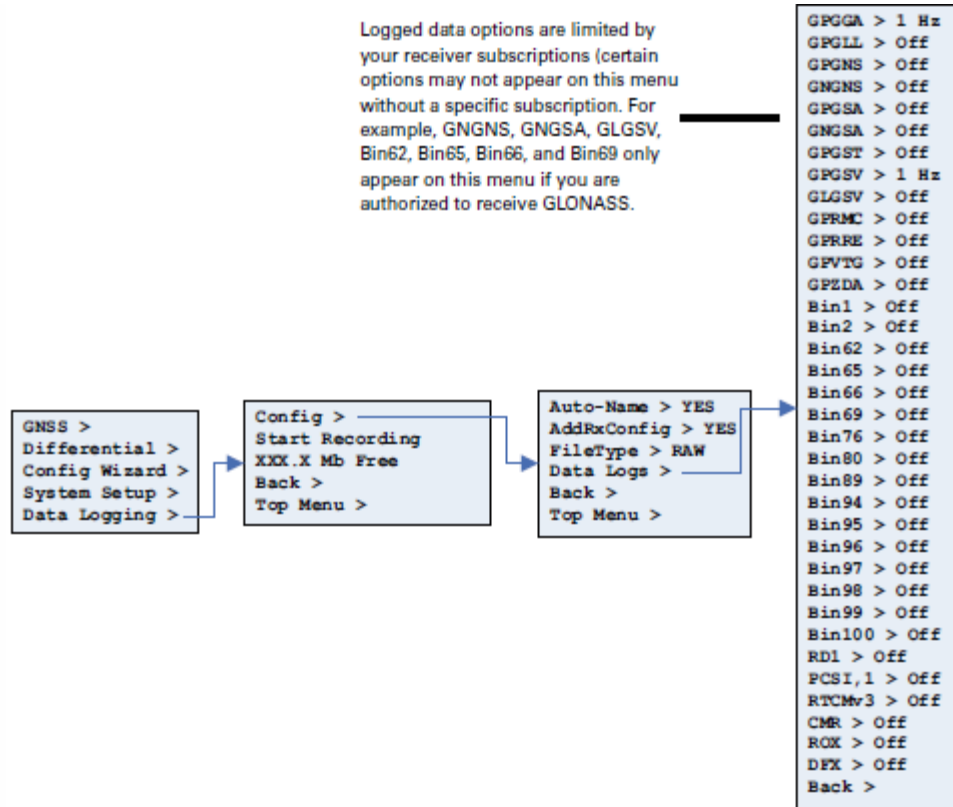 Logged data options are limited by
your receiver subscriptions (certain
options may not appear on this menu
without a specific subscription. For
example, GNGNS, GNGSA, GLGSV,
Bin62, Bin65, Bin66, and Bin69 only
appear on this menu if you are
authorized to receive GLONASS.
GNSS >
Differential >
Config Wizard >
System Setup >
Data Logging >
Config >
Start Recording
XXX.X Mb Free
Back >
Top Menu >
Auto-Name > YES
AddRxConfig > YES
FileType > RAW
Data Logs >
Back >
Top Menu >
GPGGA > 1 Hz
GPGLL > Off
GPGNS > Off
GNGNS > Off
GPGSA > Off
GNGSA > Off
GPGST > Off
GPGSV > 1 Hz
GLGSV > Off
GPRMC > Off
GPRRE > Off
GPVTG > Off
GPZDA > Off
Bin1 > Off
Bin2 > Off
Bin62 > Off
Bin65 > Off
Bin66 > Off
Bin69 > Off
Bin76 > Off
Bin80 > Off
Bin89 > Off
Bin94 > Off
Bin95 > Off
Bin96 > Off
Bin97 > Off
Bin98 > Off
Bin99 > Off
Bin100 > Off
RD1 > Off
PCSI,1 > Off
RTCMv3 > Off
CMR > Off
ROX > Off
DFX > Off
Back >